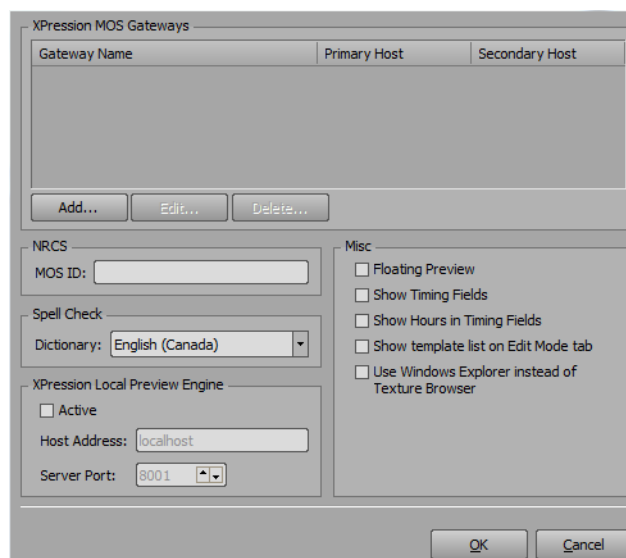 XPression MOS Gateways
Gateway Name Primary Host Secondary Host
Add... Edit... Delete...
NRCS
MOS ID:
Spell Check
Dictionary: English (Canada)
XPression Local Preview Engine
Active
Host Address: localhost
Server Port: 8001
Misc
Floating Preview
Show Timing Fields
Show Hours in Timing Fields
Show template list on Edit Mode tab
Use Windows Explorer instead of
Texture Browser
OK Cancel